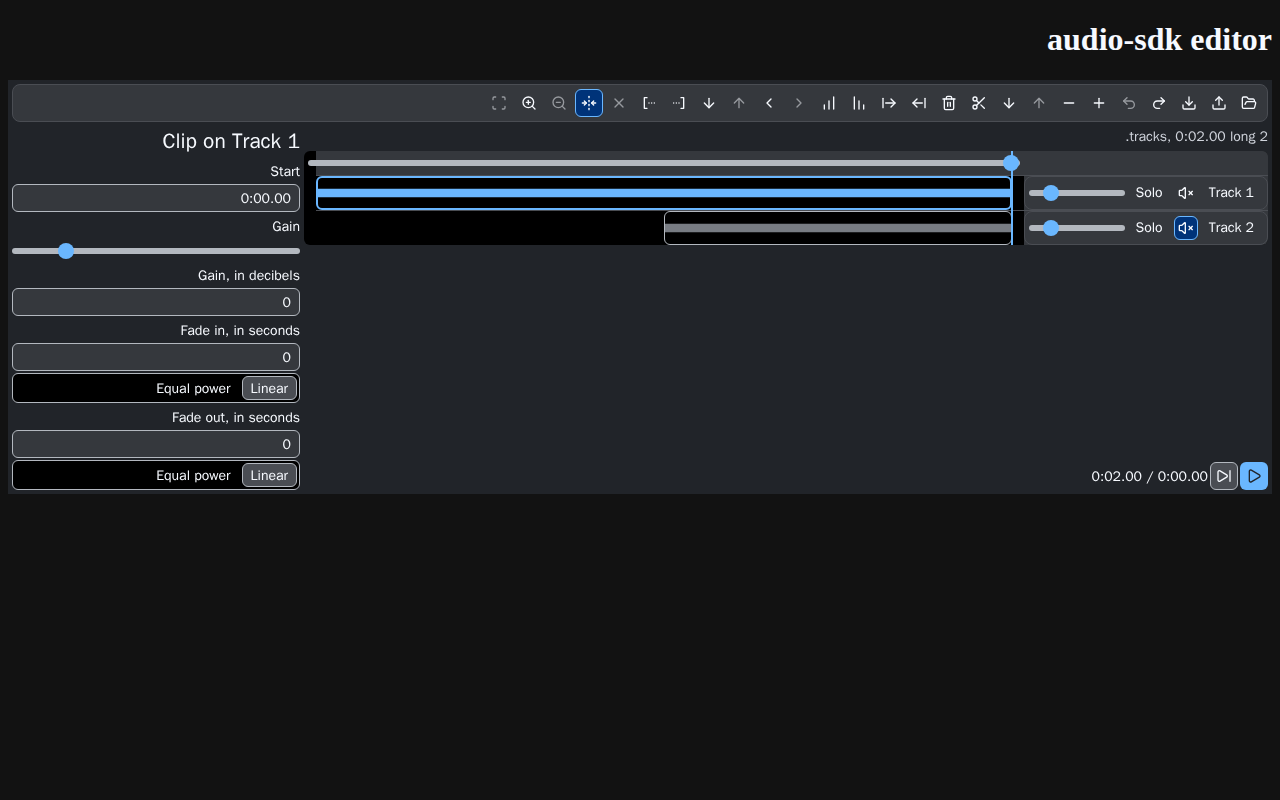 audio-sdk editor
.tracks, 0:02.00 long 2
Track 1
Solo
Track 2
Solo
0:02.00 / 0:00.00
Clip on Track 1
Start
0:00.00
Gain
Gain, in decibels
0
Fade in, in seconds
0
Linear
Equal power
Fade out, in seconds
0
Linear
Equal power